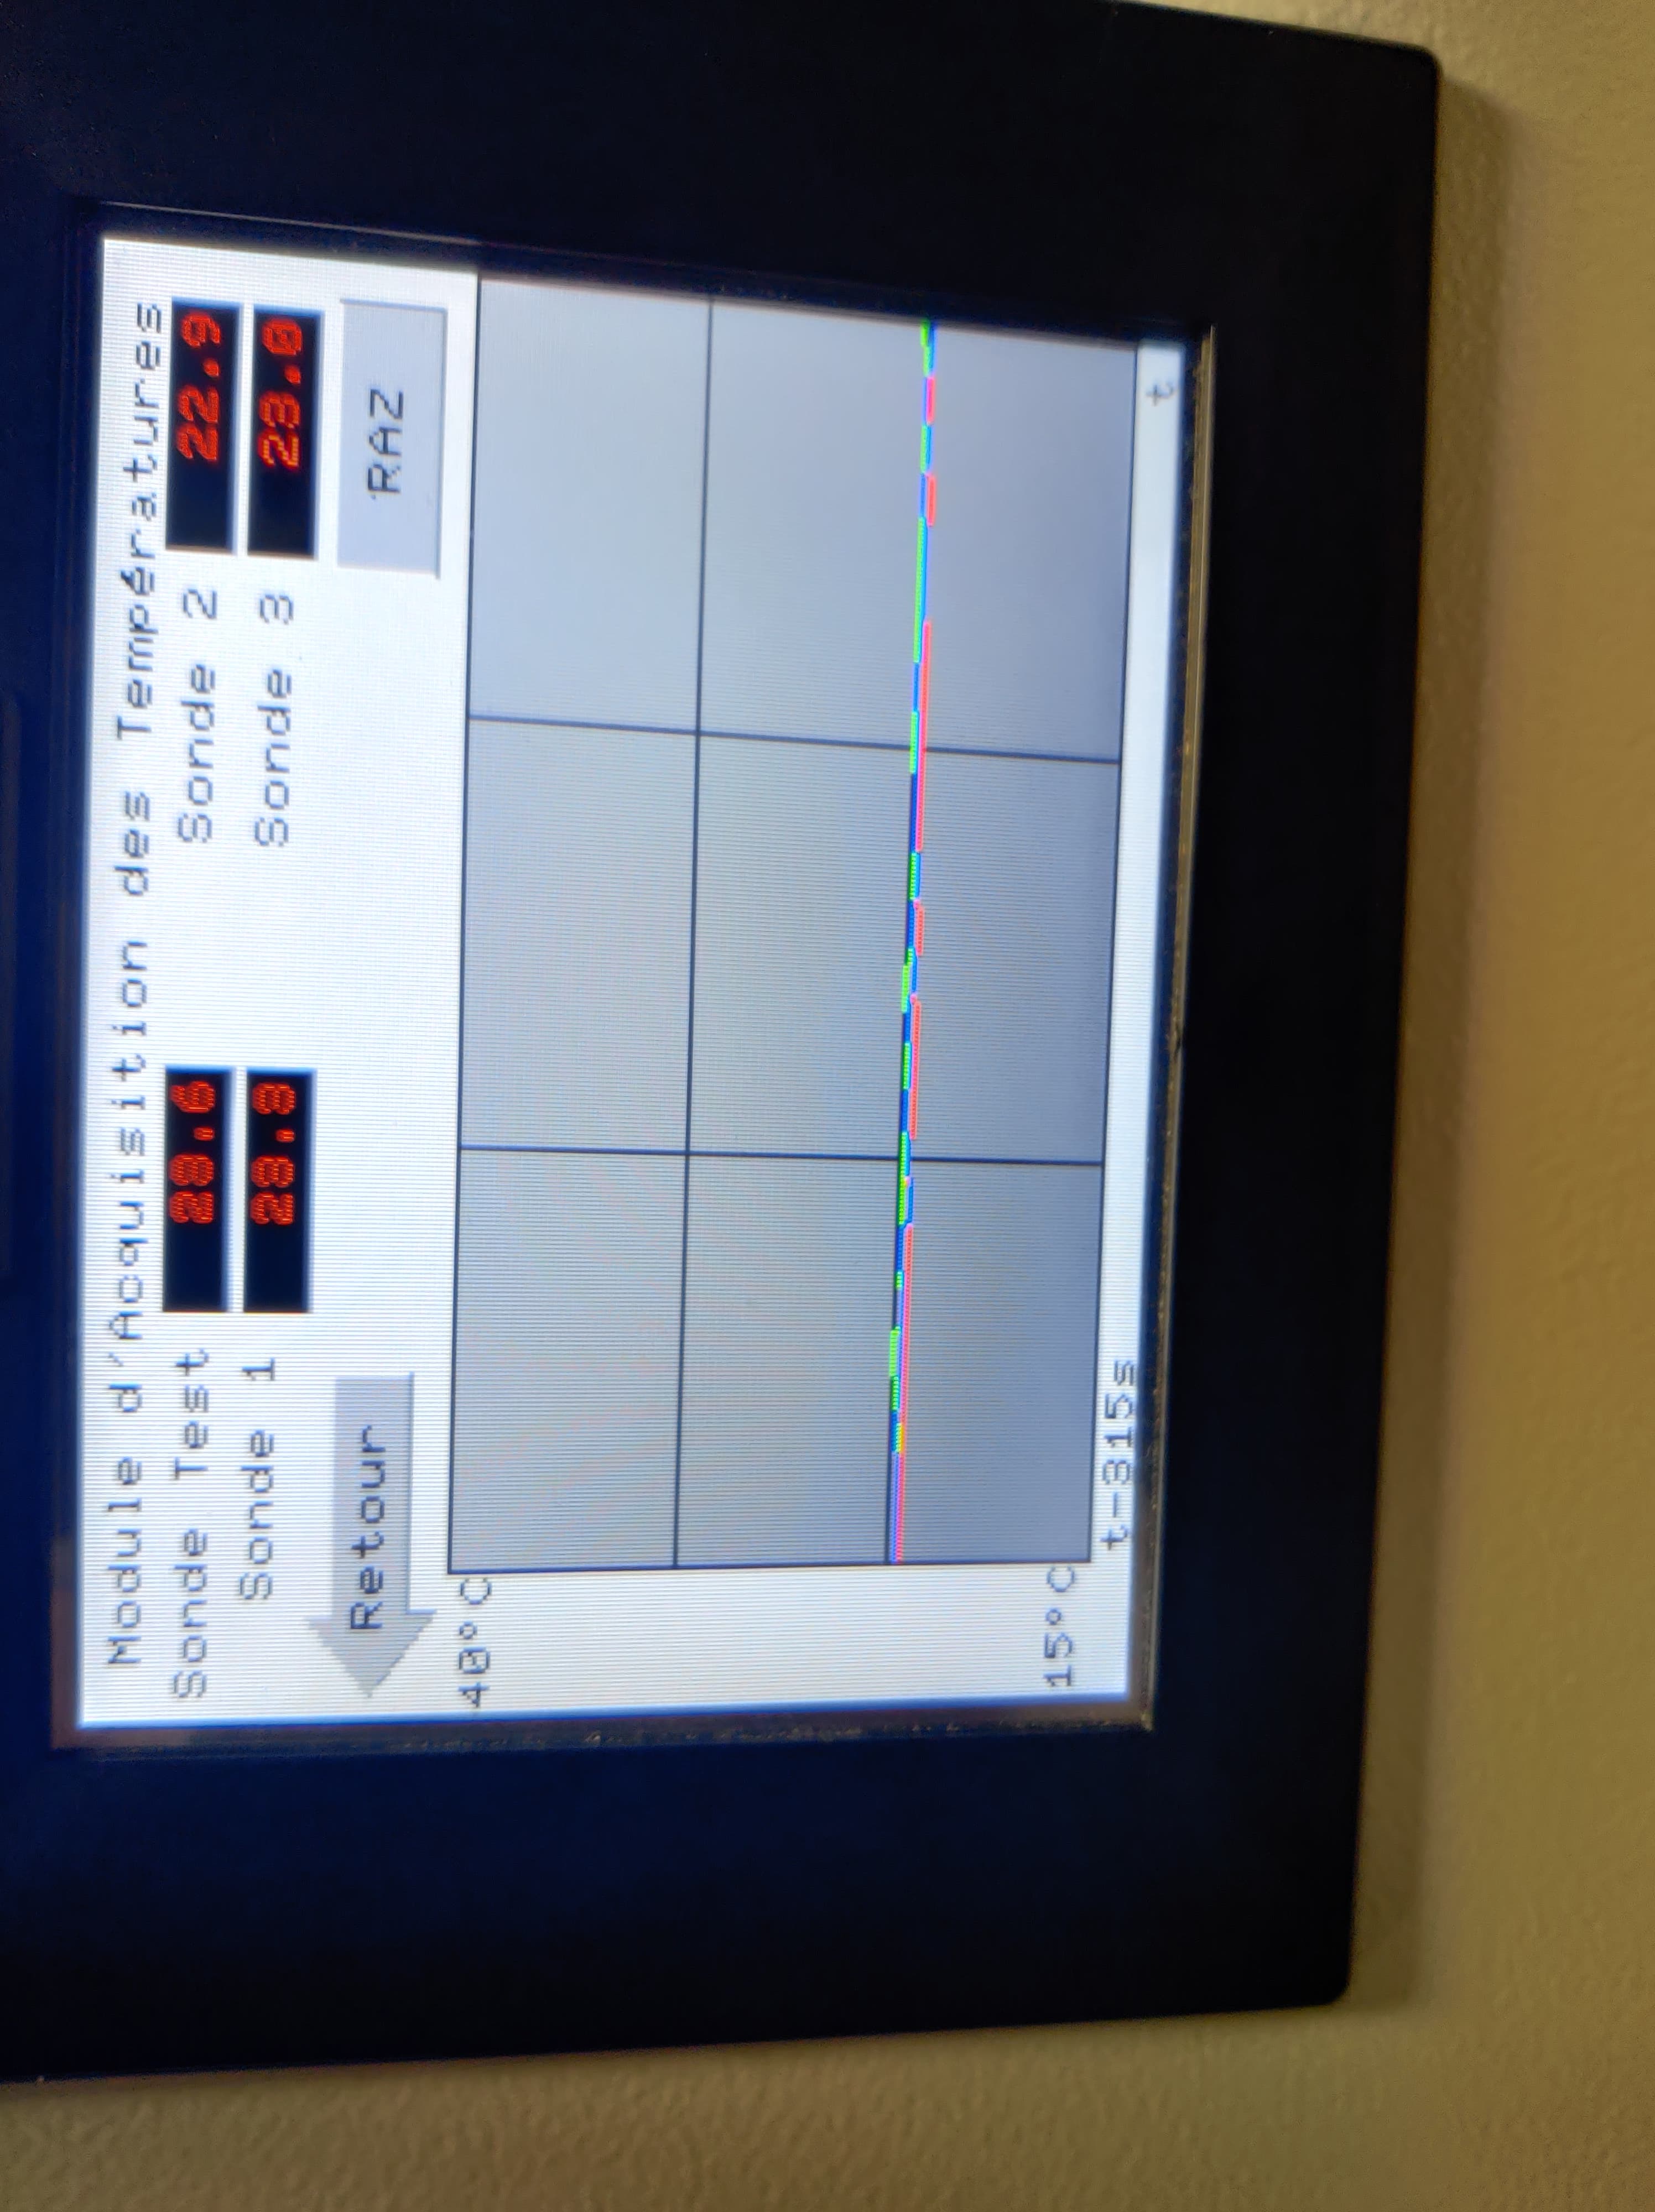 Module d'Acquisition des Températures
Sonde Test 23.6 Sonde 2 22.9
Sonde 1 23.3 Sonde 3 23.0
Retour RAZ
40°C
15°C
t-315s t